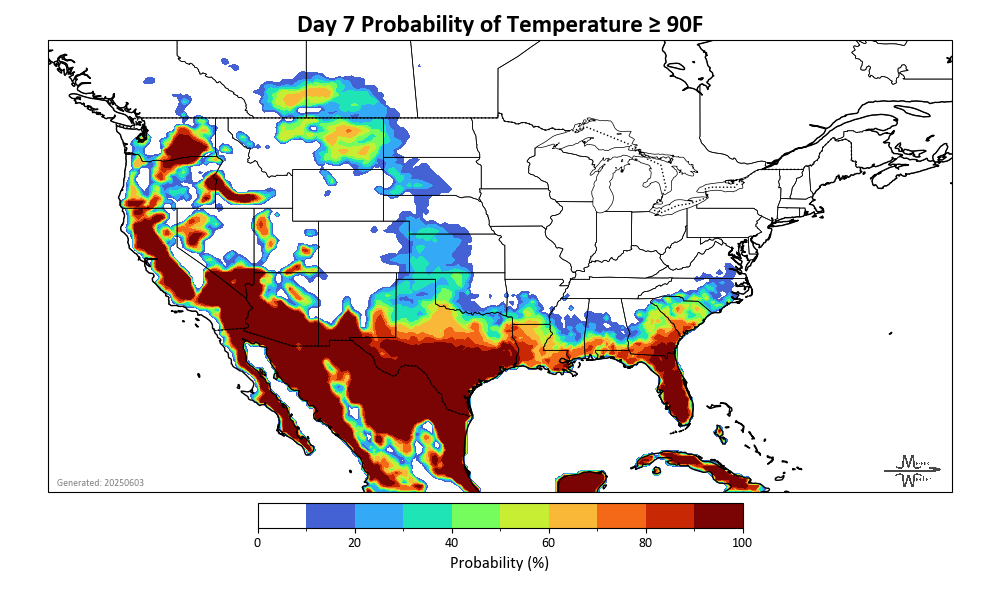 Day 7 Probability of Temperature ≥ 90F
Generated: 20250603
0 20 40 60 80 100
Probability (%)